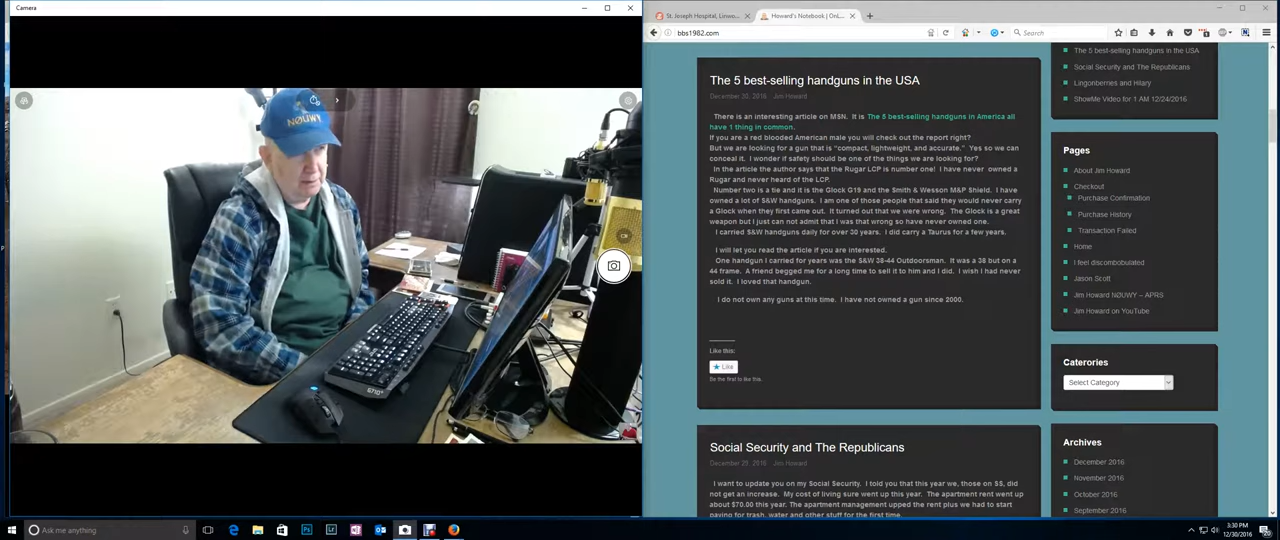 Camera
NØUWY
G710+
St. Joseph Hospital, Linwo...
Howard's Notebook | OnL...
bbs1982.com
Search
The 5 best-selling handguns in the USA
December 30, 2016 Jim Howard
There is an interesting article on MSN. It is The 5 best-selling handguns in America all
have 1 thing in common.
If you are a red blooded American male you will check out the report right?
But we are looking for a gun that is "compact, lightweight, and accurate." Yes so we can
conceal it. I wonder if safety should be one of the things we are looking for?
In the article the author says that the Rugar LCP is number one! I have never owned a
Rugar and never heard of the LCP.
Number two is a tie and it is the Glock G19 and the Smith & Wesson M&P Shield. I have
owned a lot of S&W handguns. I am one of those people that said they would never carry
a Glock when they first came out. It turned out that we were wrong. The Glock is a great
weapon but I just can not admit that I was that wrong so have never owned one.
I carried S&W handguns daily for over 30 years. I did carry a Taurus for a few years.
I will let you read the article if you are interested.
One handgun I carried for years was the S&W 38-44 Outdoorsman. It was a 38 but on a
44 frame. A friend begged me for a long time to sell it to him and I did. I wish I had never
sold it. I loved that handgun.
I do not own any guns at this time. I have not owned a gun since 2000.
Like this:
Like
Be the first to like this.
Social Security and The Republicans
December 29, 2016 Jim Howard
I want to update you on my Social Security. I told you that this year we, those on SS, did
not get an increase. My cost of living sure went up this year. The apartment rent went up
about $70.00 this year. The apartment management upped the rent plus we had to start
paying for trash, water and other stuff for the first time.
The 5 best-selling handguns in the USA
Social Security and The Republicans
Lingonberries and Hilary
ShowMe Video for 1 AM 12/24/2016
Pages
About Jim Howard
Checkout
Purchase Confirmation
Purchase History
Transaction Failed
Home
I feel discombobulated
Jason Scott
Jim Howard NØUWY – APRS
Jim Howard on YouTube
Caterories
Select Category
Archives
December 2016
November 2016
October 2016
September 2016
Ask me anything
Ps
Lr
3:30 PM
12/30/2016